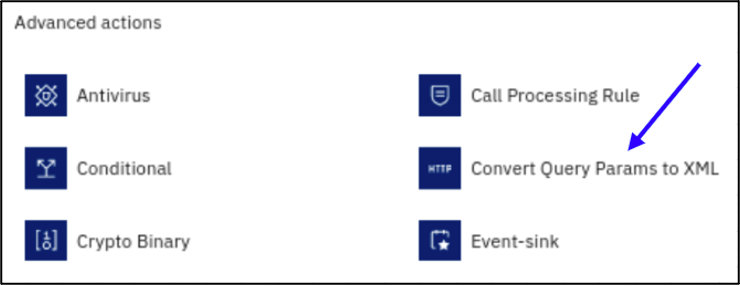 Advanced actions
Antivirus
Call Processing Rule
Conditional
HTTP Convert Query Params to XML
Crypto Binary
Event-sink